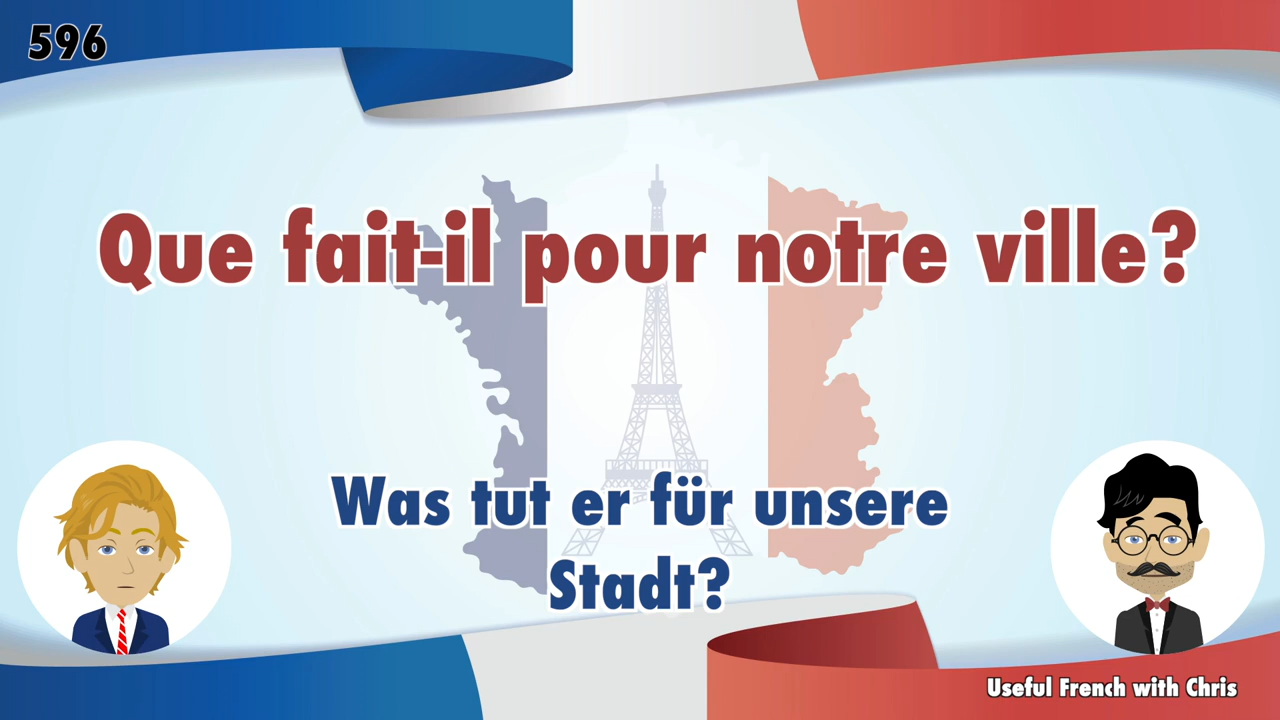 596
Que fait-il pour notre ville?
Was tut er für unsere
Stadt?
Useful French with Chris